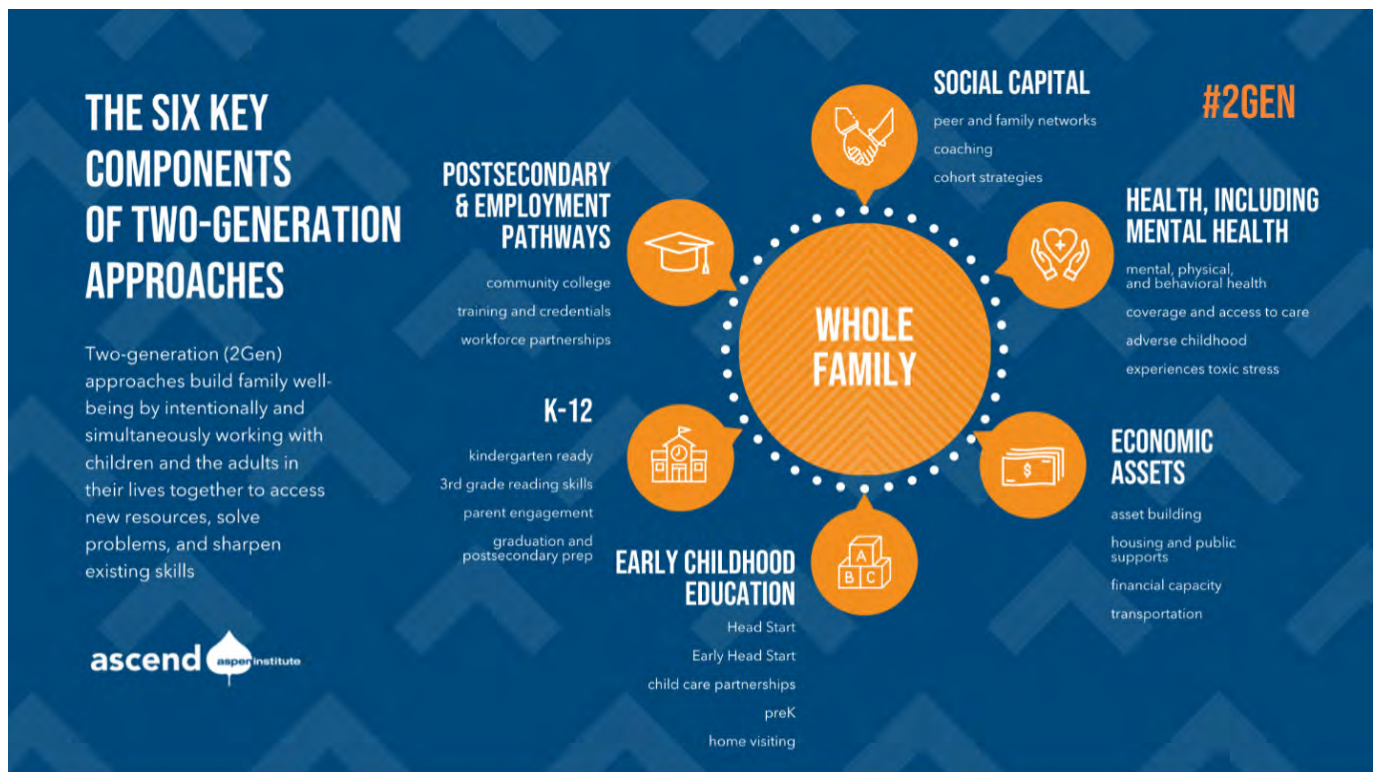 THE SIX KEY
COMPONENTS
OF TWO-GENERATION
APPROACHES
Two-generation (2Gen)
approaches build family well-
being by intentionally and
simultaneously working with
children and the adults in
their lives together to access
new resources, solve
problems, and sharpen
existing skills
ascend
aspen institute
#2GEN
WHOLE
FAMILY
SOCIAL CAPITAL
peer and family networks
coaching
cohort strategies
HEALTH, INCLUDING
MENTAL HEALTH
mental, physical,
and behavioral health
coverage and access to care
adverse childhood
experiences toxic stress
ECONOMIC
ASSETS
asset building
housing and public
supports
financial capacity
transportation
$
EARLY CHILDHOOD
EDUCATION
Head Start
Early Head Start
child care partnerships
preK
home visiting
A
B C
K-12
kindergarten ready
3rd grade reading skills
parent engagement
graduation and
postsecondary prep
POSTSECONDARY
& EMPLOYMENT
PATHWAYS
community college
training and credentials
workforce partnerships